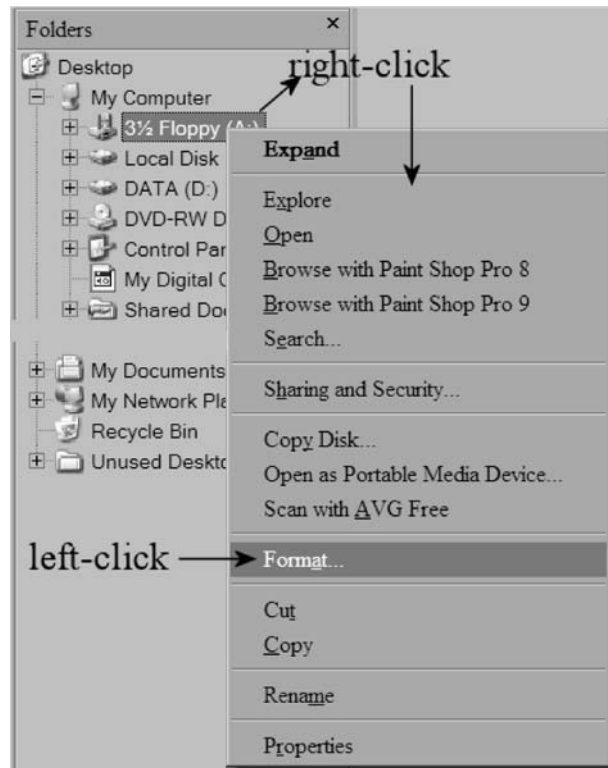 Folders ×
Desktop
right-click
My Computer
3½ Floppy (A:)
Expand
Local Disk
DATA (D:)
Explore
DVD-RW D
Open
Control Par
Browse with Paint Shop Pro 8
My Digital
Browse with Paint Shop Pro 9
Shared Do
Search...
My Documents
Sharing and Security...
My Network Pla
Recycle Bin
Copy Disk...
Unused Deskto
Open as Portable Media Device...
Scan with AVG Free
left-click
Format...
Cut
Copy
Rename
Properties